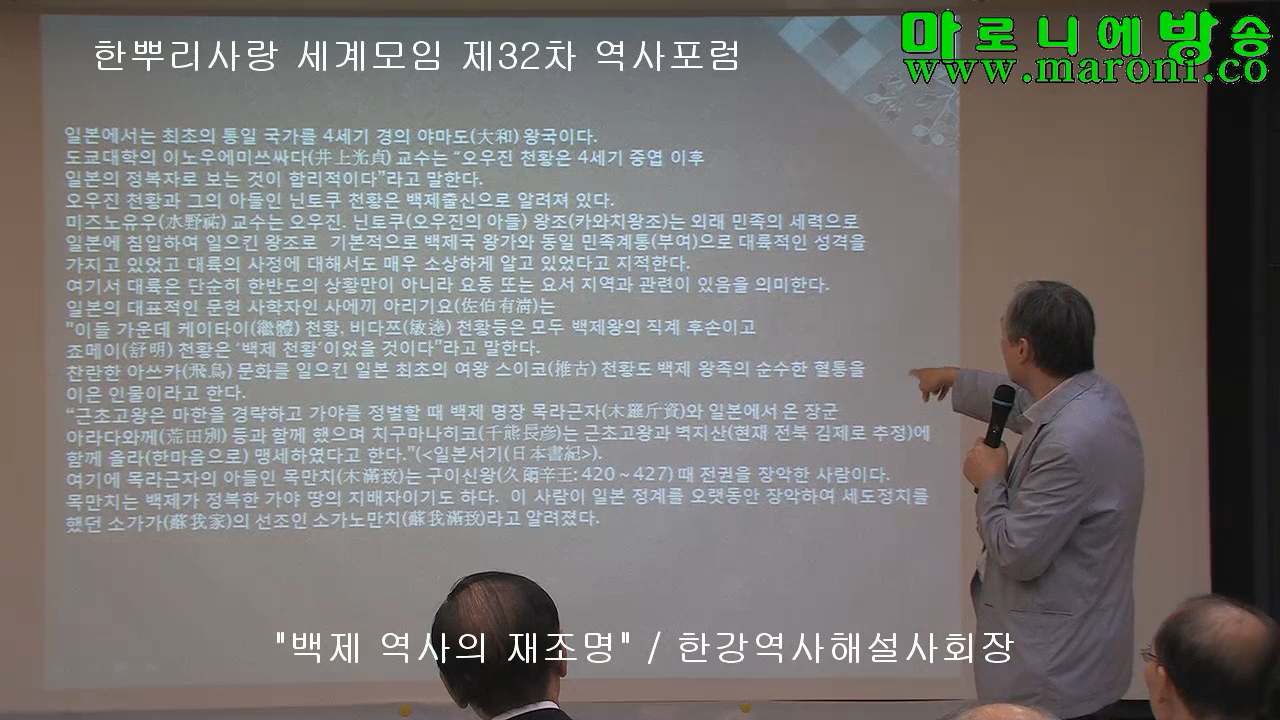 한뿌리사랑 세계모임 제32차 역사포럼
마로니에방송
www.maroni.co
일본에서는 최초의 통일 국가를 4세기 경의 야마도(大和) 왕국이다.
도쿄대학의 이노우에미쓰싸다(井上光貞) 교수는 "오우진 천황은 4세기 중엽 이후
일본의 정복자로 보는 것이 합리적이다"라고 말한다.
오우진 천황과 그의 아들인 닌토쿠 천황은 백제출신으로 알려져 있다.
미즈노유우(水野祐) 교수는 오우진. 닌토쿠(오우진의 아들) 왕조(카와치왕조)는 외래 민족의 세력으로
일본에 침입하여 일으킨 왕조로 기본적으로 백제국 왕가와 동일 민족계통(부여)으로 대륙적인 성격을
가지고 있었고 대륙의 사정에 대해서도 매우 소상하게 알고 있었다고 지적한다.
여기서 대륙은 단순히 한반도의 상황만이 아니라 요동 또는 요서 지역과 관련이 있음을 의미한다.
일본의 대표적인 문헌 사학자인 사에끼 아리기요(佐伯有淸)는
"이들 가운데 케이타이(繼體) 천황, 비다쯔(敏達) 천황등은 모두 백제왕의 직계 후손이고
죠메이(舒明) 천황은 '백제 천황'이었을 것이다"라고 말한다.
찬란한 아쓰카(飛鳥) 문화를 일으킨 일본 최초의 여왕 스이코(推古) 천황도 백제 왕족의 순수한 혈통을
이은 인물이라고 한다.
"근초고왕은 마한을 경략하고 가야를 정벌할 때 백제 명장 목라근자(木羅斤資)와 일본에서 온 장군
아라다와께(荒田別) 등과 함께 했으며 치구마나히코(千熊長彦)는 근초고왕과 벽지산(현재 전북 김제로 추정)에
함께 올라(한마음으로) 맹세하였다고 한다."(<일본서기(日本書紀)>).
여기에 목라근자의 아들인 목만치(木滿致)는 구이신왕(久爾辛王: 420 ~ 427) 때 전권을 장악한 사람이다.
목만치는 백제가 정복한 가야 땅의 지배자이기도 하다. 이 사람이 일본 정계를 오랫동안 장악하여 세도정치를
했던 소가가(蘇我家)의 선조인 소가노만치(蘇我滿致)라고 알려졌다.
"백제 역사의 재조명" / 한강역사해설사회장